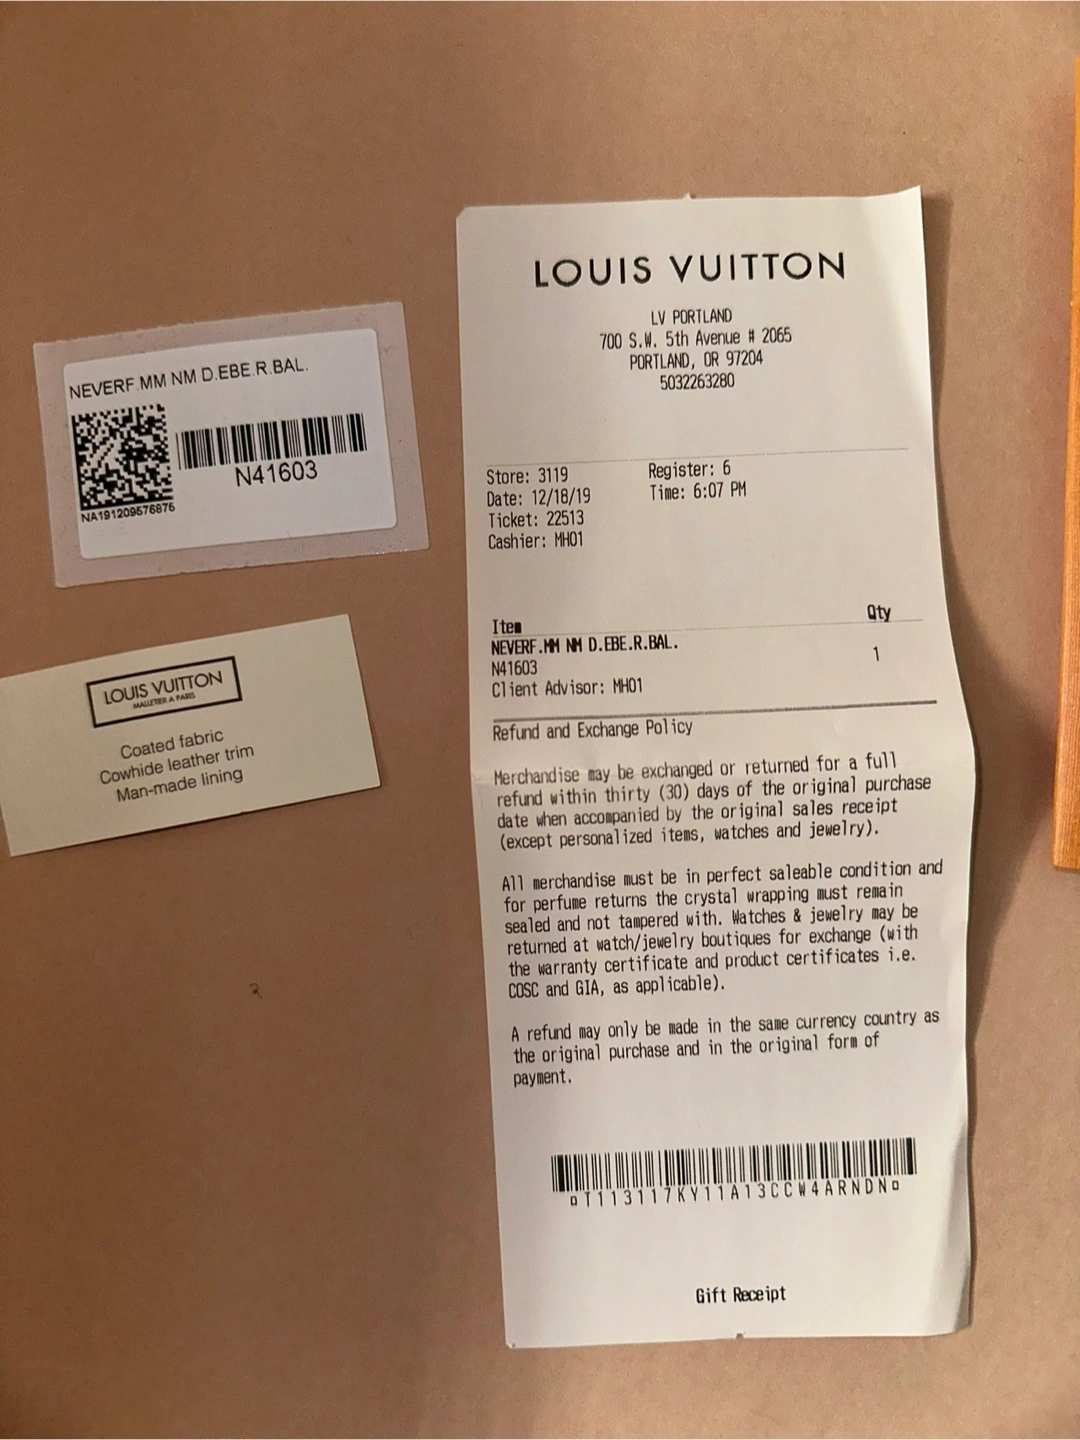 NEVERF.MM NM D.EBE.R.BAL.
N41603
NA191209576876
LOUIS VUITTON
MALLETIER A PARIS
Coated fabric
Cowhide leather trim
Man-made lining
LOUIS VUITTON
LV PORTLAND
700 S.W. 5th Avenue # 2065
PORTLAND, OR 97204
5032263280
Store: 3119 Register: 6
Date: 12/18/19 Time: 6:07 PM
Ticket: 22513
Cashier: MH01
Item Qty
NEVERF.MM NM D.EBE.R.BAL.
N41603 1
Client Advisor: MH01
Refund and Exchange Policy
Merchandise may be exchanged or returned for a full
refund within thirty (30) days of the original purchase
date when accompanied by the original sales receipt
(except personalized items, watches and jewelry).
All merchandise must be in perfect saleable condition and
for perfume returns the crystal wrapping must remain
sealed and not tampered with. Watches & jewelry may be
returned at watch/jewelry boutiques for exchange (with
the warranty certificate and product certificates i.e.
COSC and GIA, as applicable).
A refund may only be made in the same currency country as
the original purchase and in the original form of
payment.
¤T113117KY11A13CCW4ARNDN¤
Gift Receipt